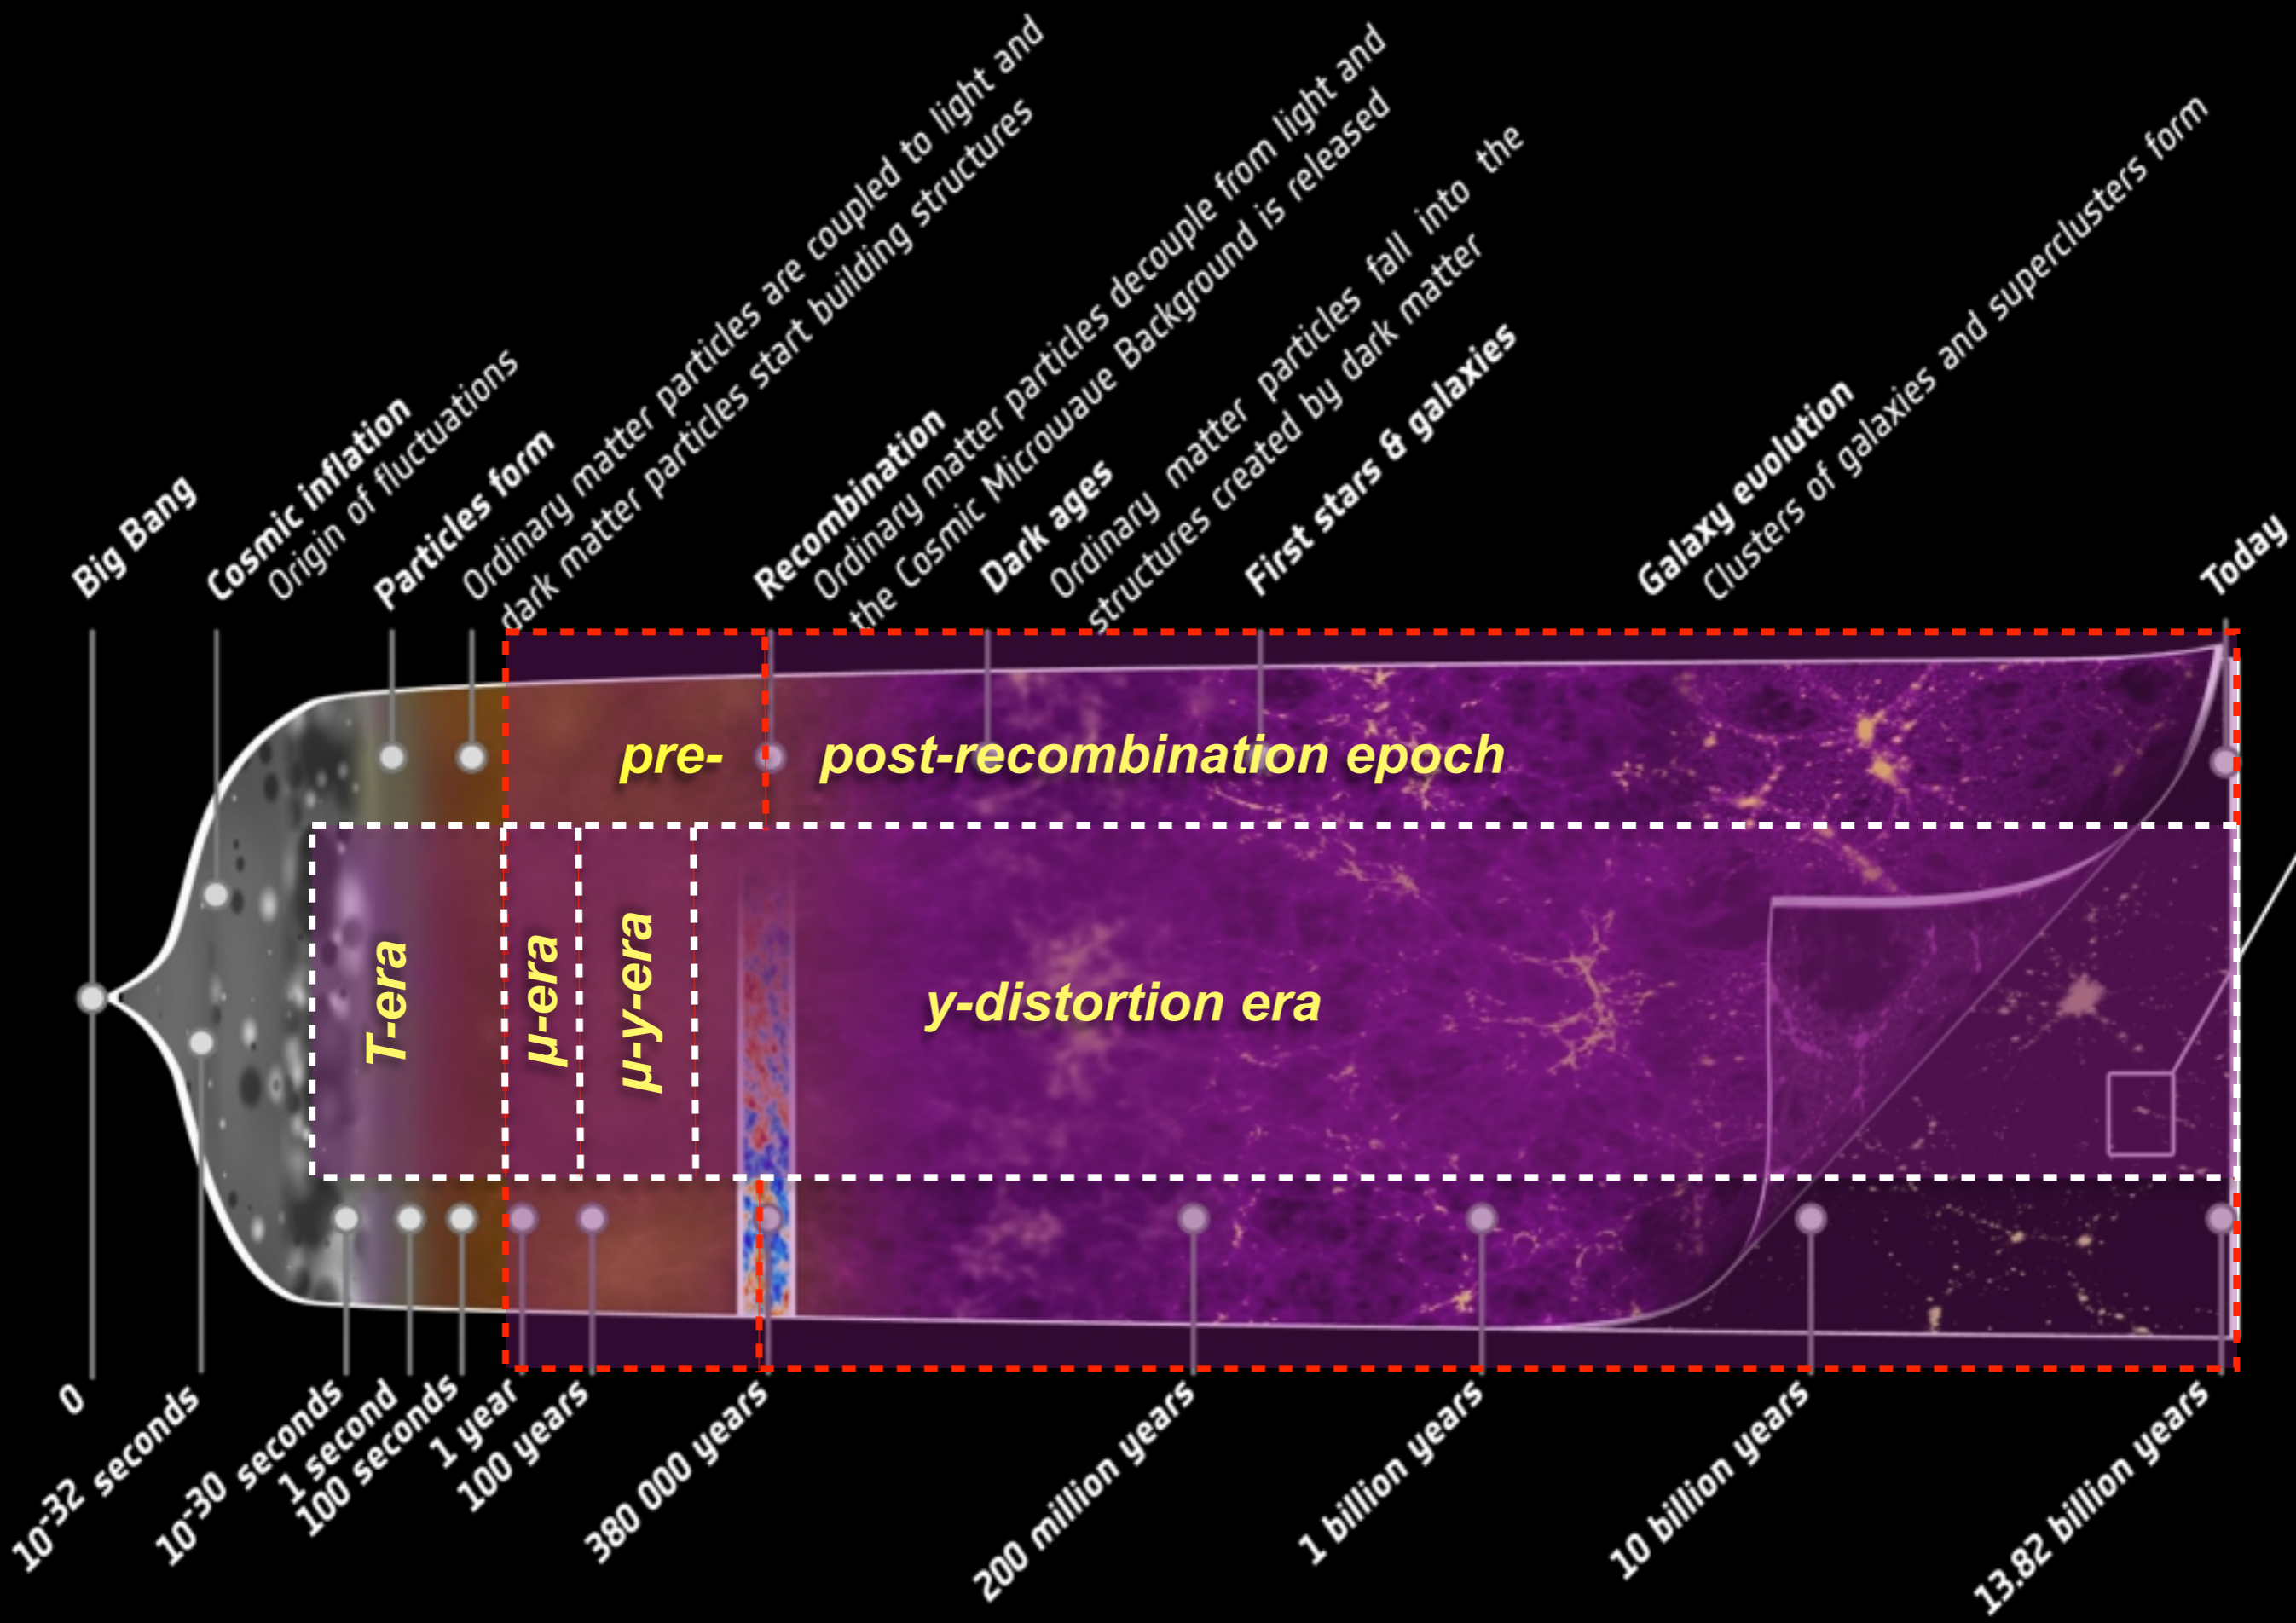 Big Bang
Cosmic inflation
Origin of fluctuations
Particles form
Ordinary matter particles are coupled to light and
dark matter particles start building structures
Recombination
Ordinary matter particles decouple from light and
the Cosmic Microwave Background is released
Dark ages
Ordinary matter particles fall into the
structures created by dark matter
First stars & galaxies
Galaxy evolution
Clusters of galaxies and superclusters form
Today
pre-
post-recombination epoch
T-era
μ-era
μ-y-era
y-distortion era
0
10-32 seconds
10-30 seconds
1 second
100 seconds
1 year
100 years
380 000 years
200 million years
1 billion years
10 billion years
13.82 billion years